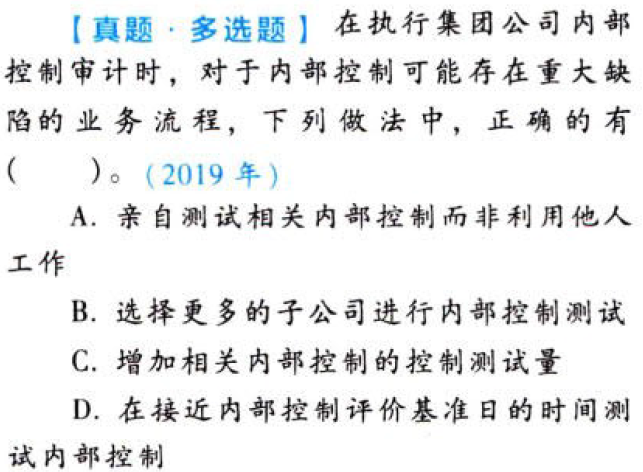 【真题·多选题】 在执行集团公司内部
控制审计时，对于内部控制可能存在重大缺
陷的业务流程，下列做法中，正确的有
(　　)。(2019年)
A. 亲自测试相关内部控制而非利用他人
工作
B. 选择更多的子公司进行内部控制测试
C. 增加相关内部控制的控制测试量
D. 在接近内部控制评价基准日的时间测
试内部控制